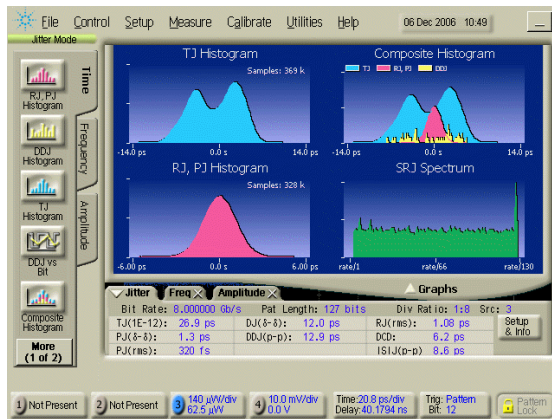 File Control Setup Measure Calibrate Utilities Help 06 Dec 2006 10:49
Jitter Mode
RJ, PJ
Histogram
DDJ
Histogram
TJ
Histogram
DDJ vs
Bit
Composite
Histogram
More
(1 of 2)
Time
Frequency
Amplitude
TJ Histogram
Samples: 369 k
-14.0 ps 0.0 s 14.0 ps
Composite Histogram
TJ RJ, PJ DDJ
-14.0 ps 0.0 s 14.0 ps
RJ, PJ Histogram
Samples: 328 k
-6.00 ps 0.0 s 6.00 ps
SRJ Spectrum
rate/1 rate/66 rate/130
Jitter Freq Amplitude Graphs
Bit Rate: 8.000000 Gb/s Pat Length: 127 bits Div Ratio: 1:8 Src: 3
TJ(1E-12): 26.9 ps DJ(δ-δ): 12.0 ps RJ(rms): 1.08 ps
PJ(δ-δ): 1.3 ps DDJ(p-p): 12.9 ps DCD: 6.2 ps
PJ(rms): 320 fs ISIJ(p-p) 8.6 ps
Setup
& Info
1) Not Present 2) Not Present 3) 140 µW/div 4) 10.0 mV/div Time:20.8 ps/div Trig: Pattern Pattern
62.5 µW 0.0 V Delay:40.1794 ns Bit: 12 Lock